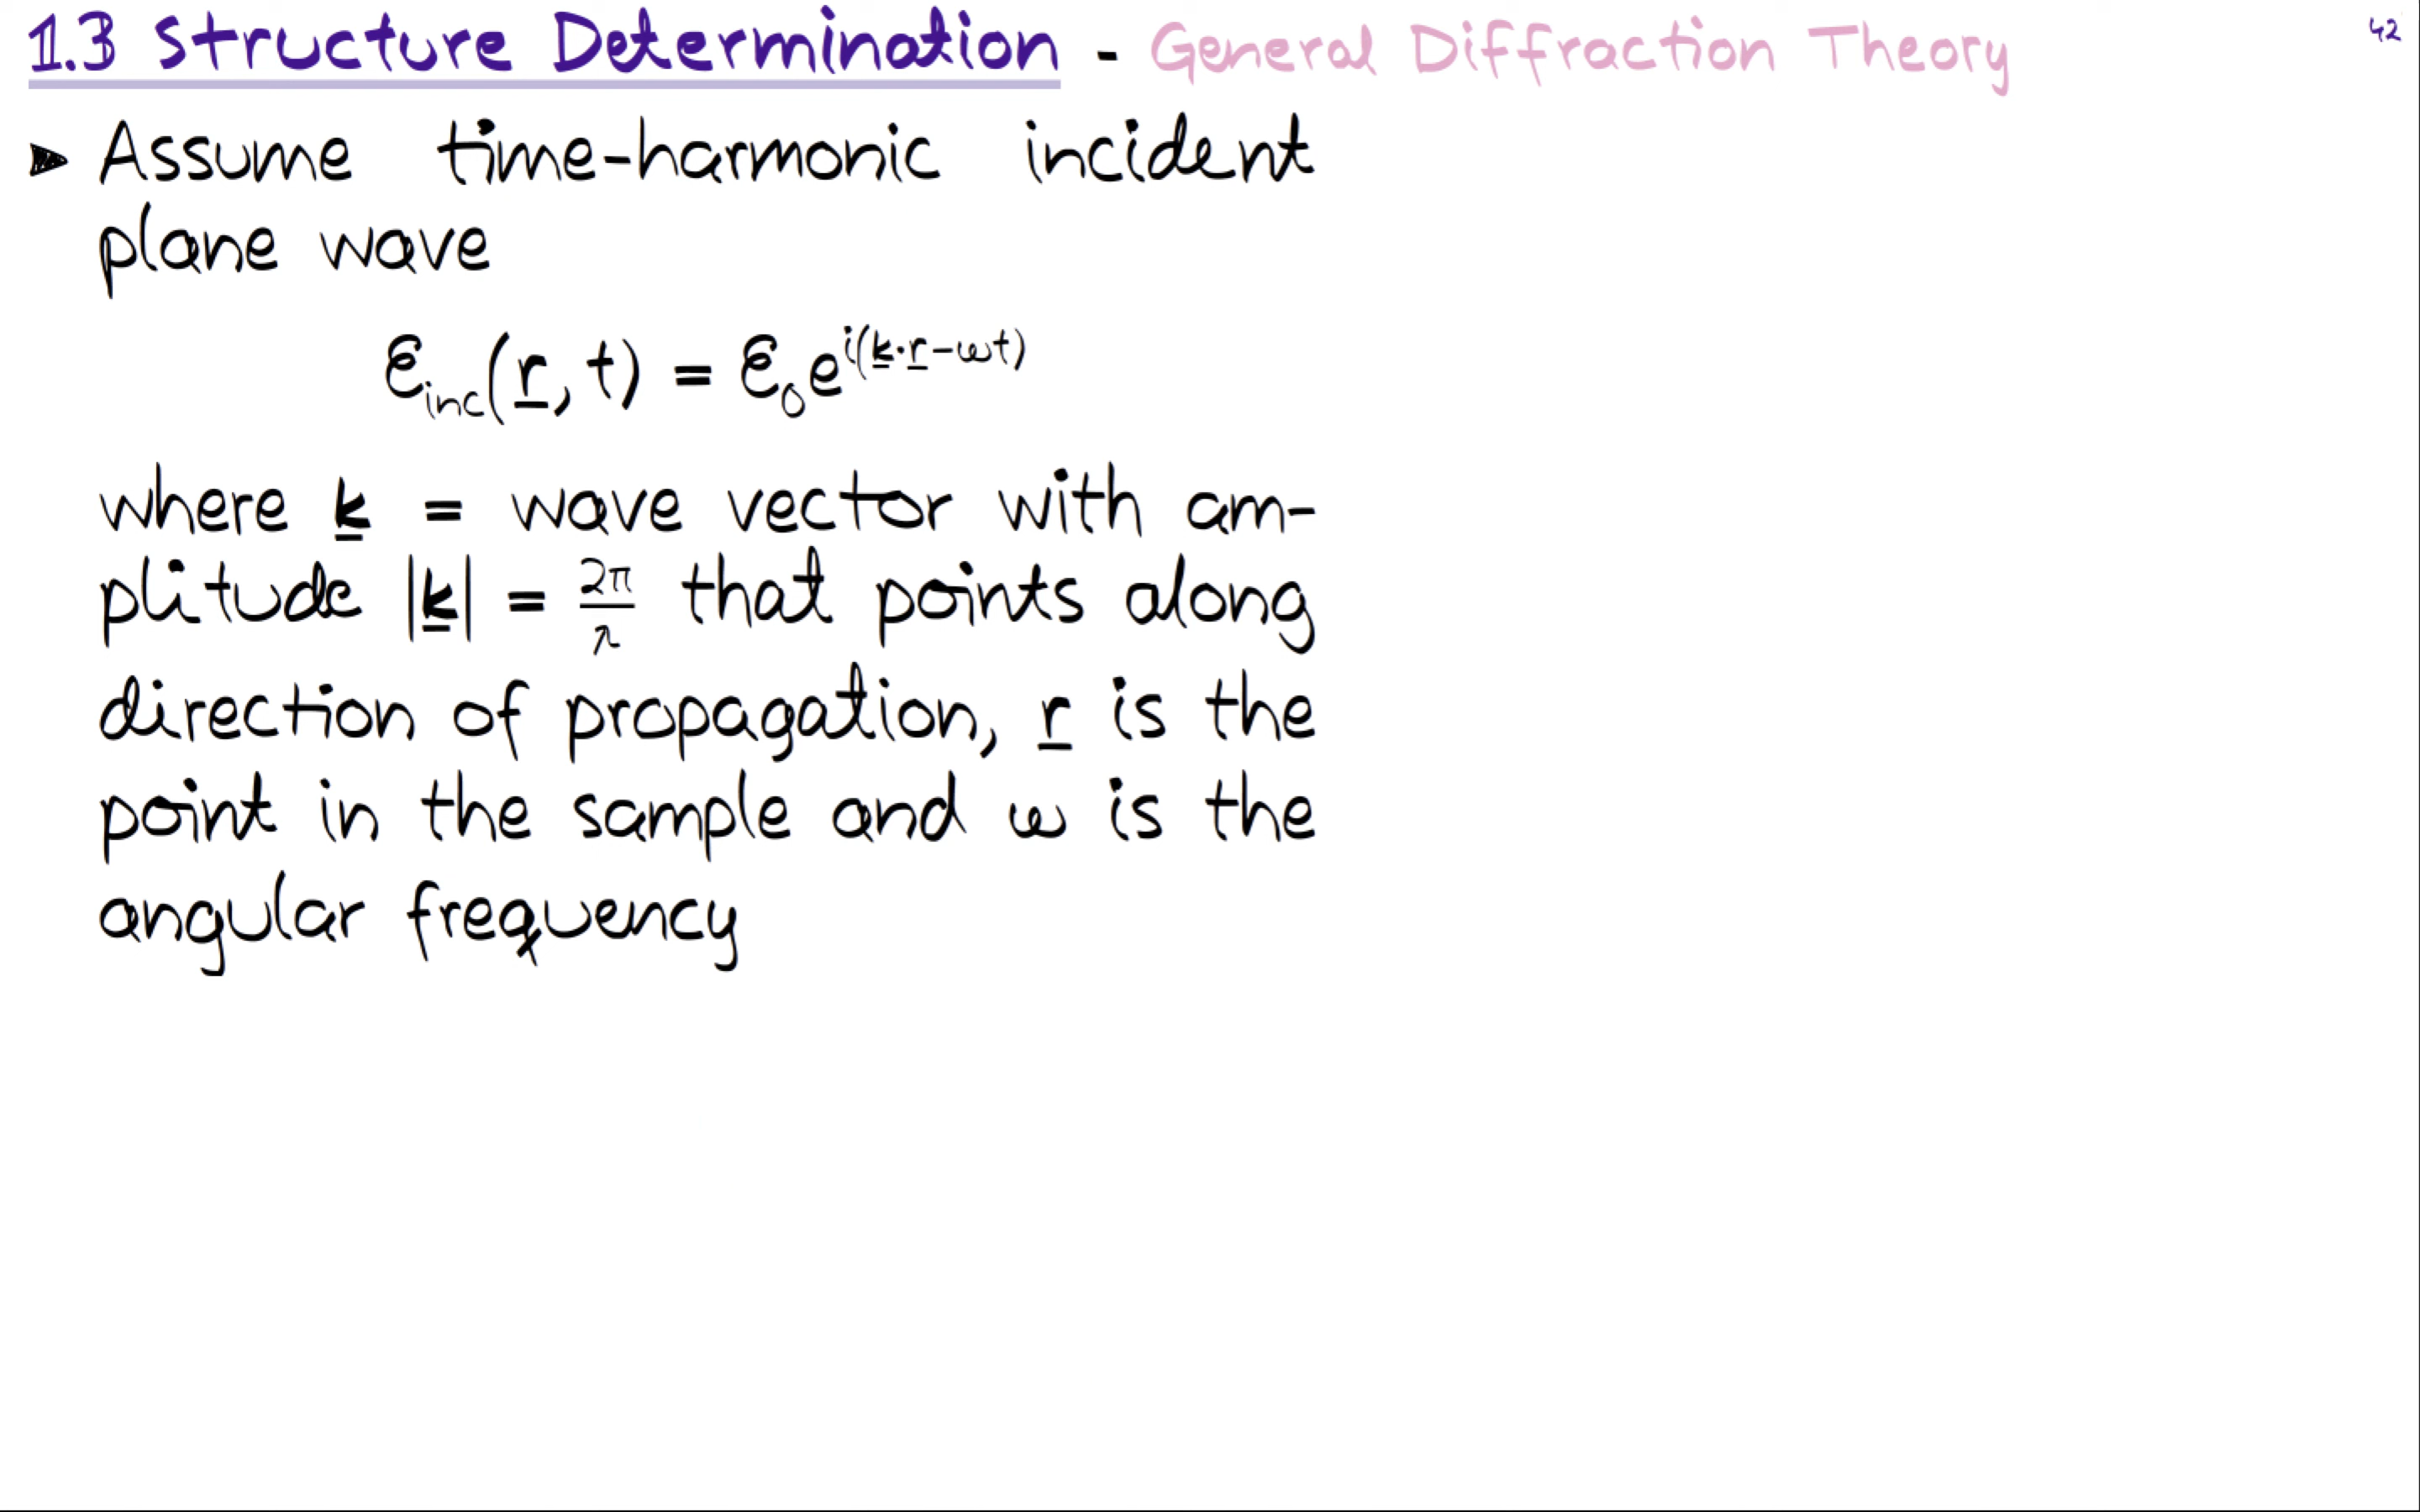 1.3 Structure Determination - General Diffraction Theory 42
▸ Assume time-harmonic incident
plane wave
ℰ_inc(r̲, t) = ℰ₀e^{i(k̲·r̲-ωt)}
where k̲ = wave vector with am-
plitude |k̲| = 2π/λ that points along
direction of propagation, r̲ is the
point in the sample and ω is the
angular frequency